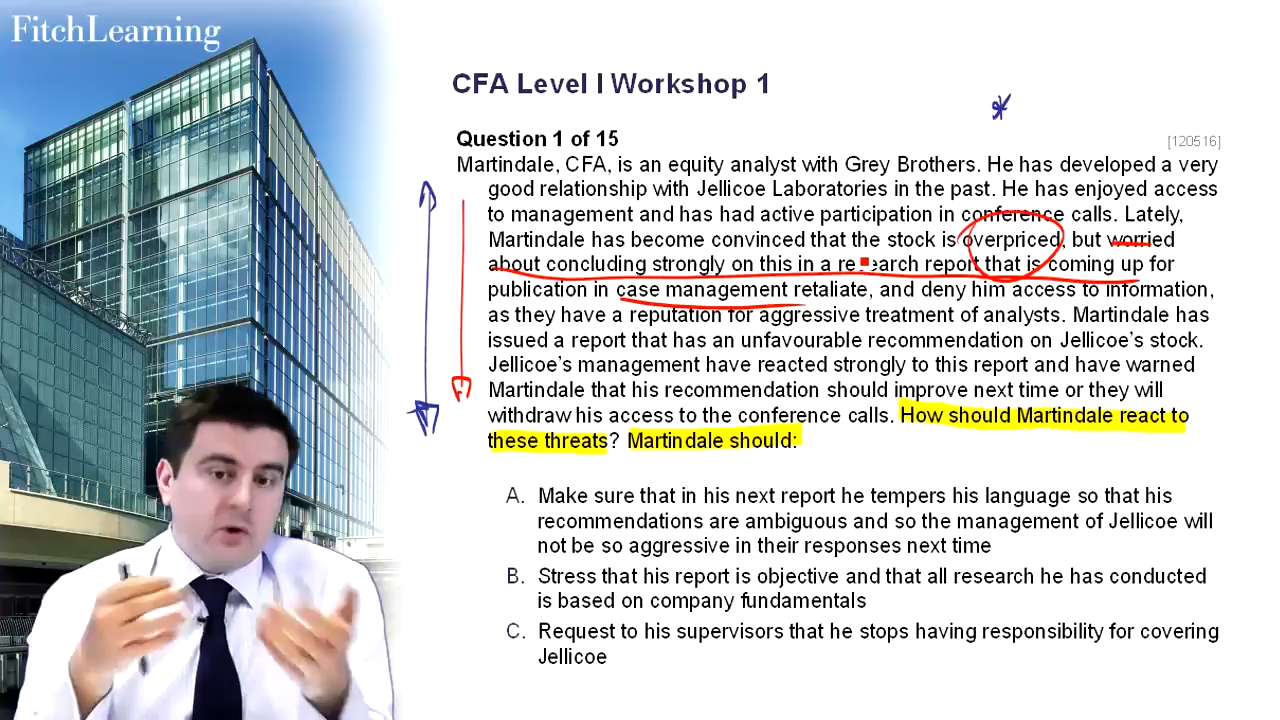 FitchLearning
CFA Level I Workshop 1
*
Question 1 of 15
[120516]
Martindale, CFA, is an equity analyst with Grey Brothers. He has developed a very
good relationship with Jellicoe Laboratories in the past. He has enjoyed access
to management and has had active participation in conference calls. Lately,
Martindale has become convinced that the stock is overpriced, but worried
about concluding strongly on this in a research report that is coming up for
publication in case management retaliate, and deny him access to information,
as they have a reputation for aggressive treatment of analysts. Martindale has
issued a report that has an unfavourable recommendation on Jellicoe's stock.
Jellicoe's management have reacted strongly to this report and have warned
Martindale that his recommendation should improve next time or they will
withdraw his access to the conference calls. How should Martindale react to
these threats? Martindale should:
A. Make sure that in his next report he tempers his language so that his
recommendations are ambiguous and so the management of Jellicoe will
not be so aggressive in their responses next time
B. Stress that his report is objective and that all research he has conducted
is based on company fundamentals
C. Request to his supervisors that he stops having responsibility for covering
Jellicoe